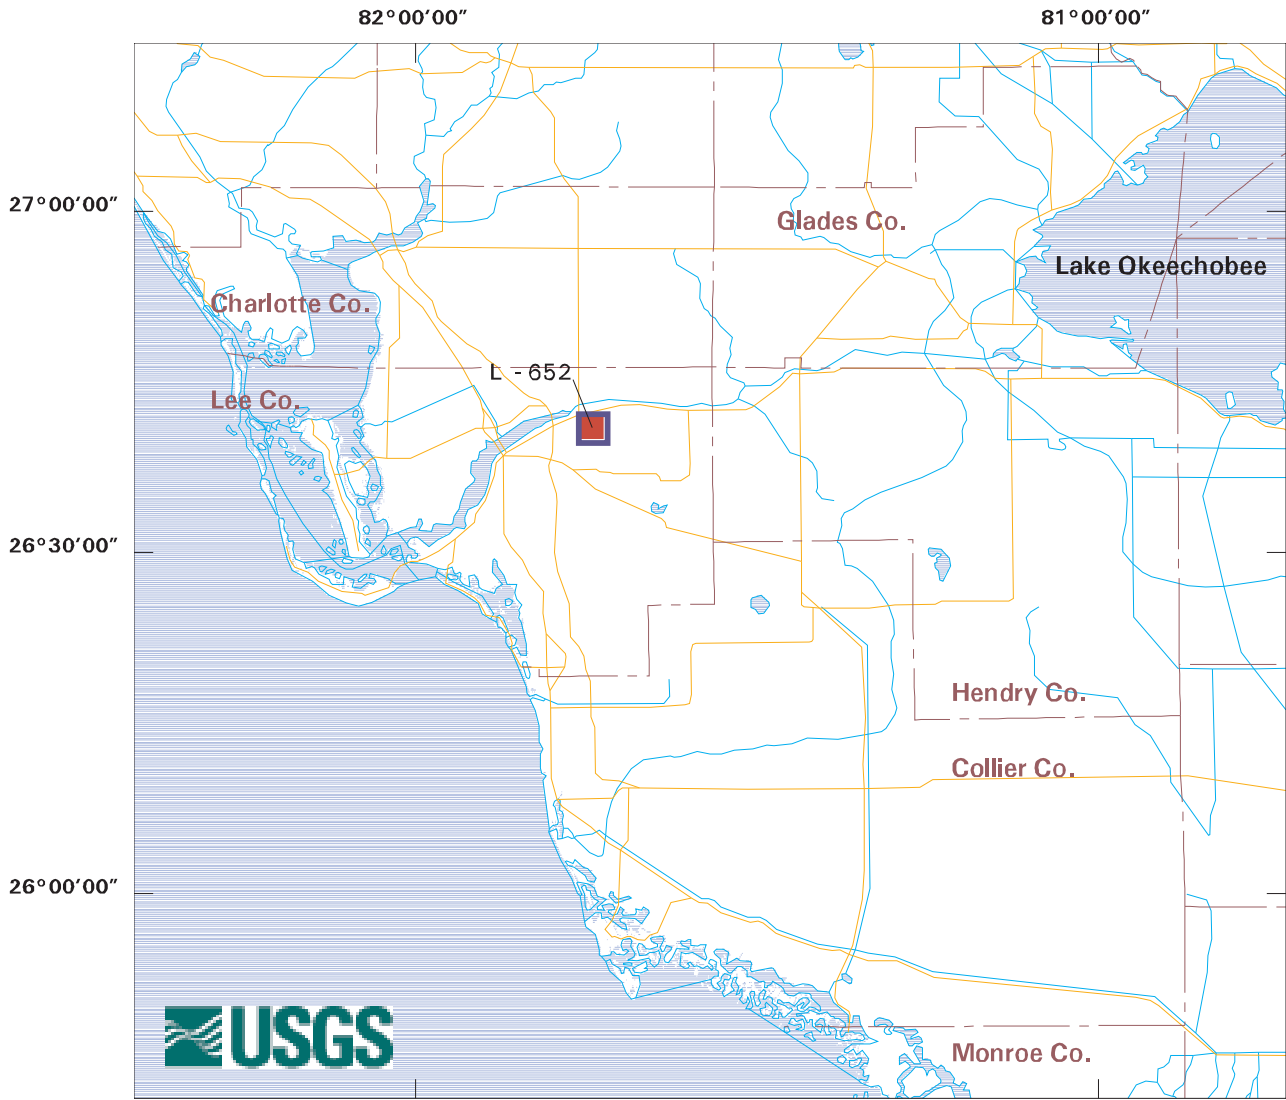 82°00'00"
81°00'00"
27°00'00"
Glades Co.
Lake Okeechobee
Charlotte Co.
L - 652
Lee Co.
26°30'00"
Hendry Co.
Collier Co.
26°00'00"
USGS
Monroe Co.